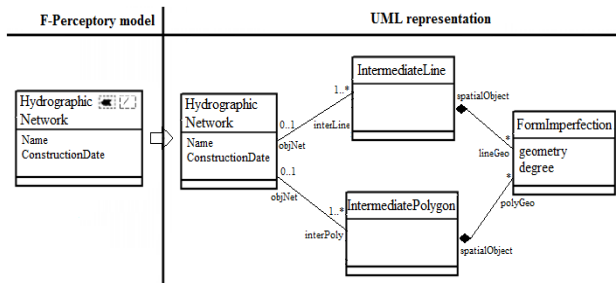 F-Perceptory model
UML representation
Hydrographic
Network
Name
ConstructionDate
Hydrographic
Network
Name
ConstructionDate
0..1
objNet
0..1
objNet
1..*
interLine
1..*
interPoly
IntermediateLine
spatialObject
IntermediatePolygon
spatialObject
*
lineGeo
*
polyGeo
FormImperfection
geometry
degree